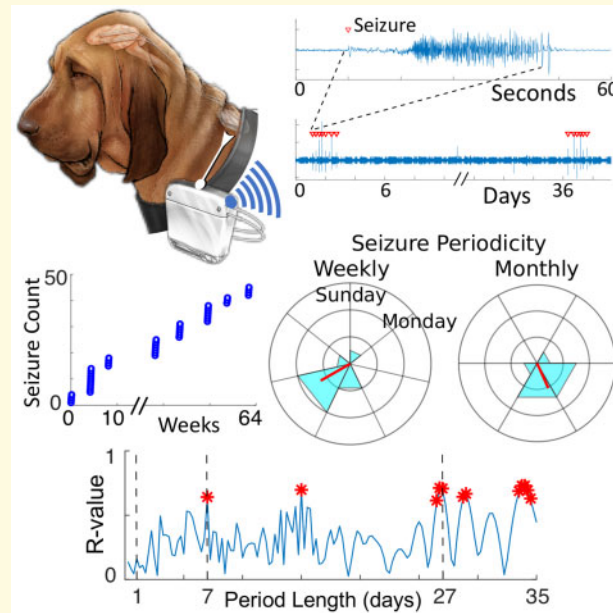 Seizure
0
60
Seconds
0
6
//
36
Days
Seizure Periodicity
Weekly
Monthly
Sunday
Monday
50
Seizure Count
0
0
10
//
64
Weeks
1
R-value
0
1
7
Period Length (days)
27
35